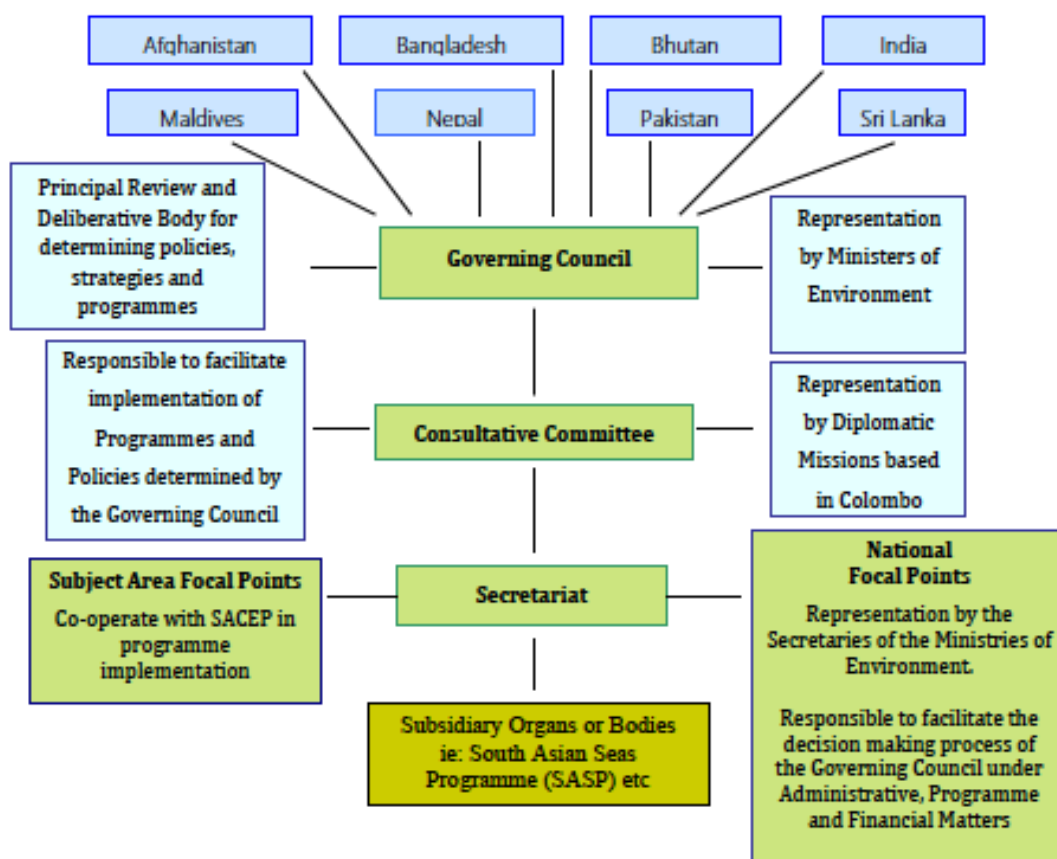 Afghanistan
Bangladesh
Bhutan
India
Maldives
Nepal
Pakistan
Sri Lanka
Principal Review and
Deliberative Body for
determining policies,
strategies and
programmes
Governing Council
Representation
by Ministers of
Environment
Responsible to facilitate
implementation of
Programmes and
Policies determined by
the Governing Council
Consultative Committee
Representation
by Diplomatic
Missions based
in Colombo
Subject Area Focal Points
Co-operate with SACEP in
programme
implementation
Secretariat
National
Focal Points
Representation by the
Secretaries of the Ministries of
Environment.
Responsible to facilitate the
decision making process of
the Governing Council under
Administrative, Programme
and Financial Matters
Subsidiary Organs or Bodies
ie: South Asian Seas
Programme (SASP) etc